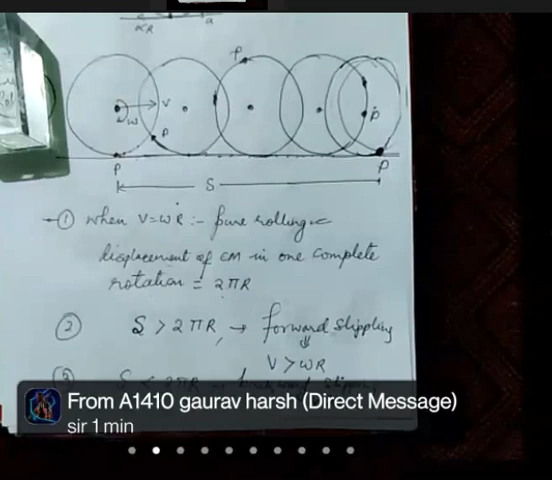 αR
P
v
ω
P
P
P
P
S
① when V=ωR :- pure rolling
displacement of CM in one complete
rotation = 2πR
② S > 2πR, → forward slipping
⇓
V > ωR
From A1410 gaurav harsh (Direct Message)
sir 1 min